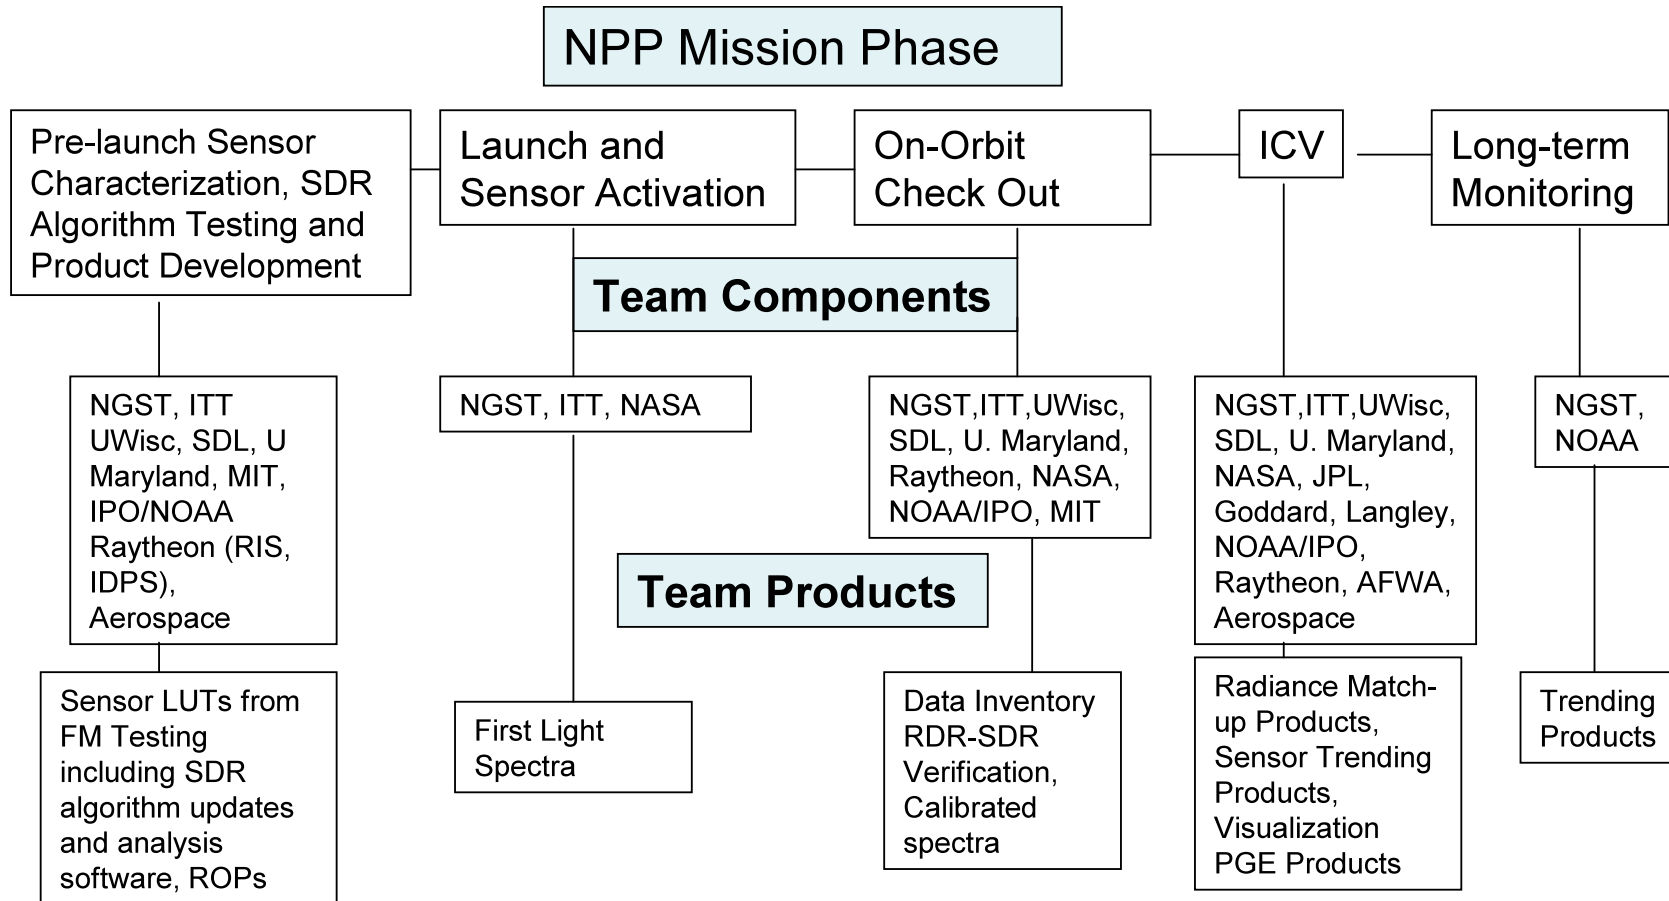 NPP Mission Phase
Pre-launch Sensor
Characterization, SDR
Algorithm Testing and
Product Development
Launch and
Sensor Activation
On-Orbit
Check Out
ICV
Long-term
Monitoring
Team Components
NGST, ITT
UWisc, SDL, U
Maryland, MIT,
IPO/NOAA
Raytheon (RIS,
IDPS),
Aerospace
NGST, ITT, NASA
NGST,ITT,UWisc,
SDL, U. Maryland,
Raytheon, NASA,
NOAA/IPO, MIT
NGST,ITT,UWisc,
SDL, U. Maryland,
NASA, JPL,
Goddard, Langley,
NOAA/IPO,
Raytheon, AFWA,
Aerospace
NGST,
NOAA
Team Products
Sensor LUTs from
FM Testing
including SDR
algorithm updates
and analysis
software, ROPs
First Light
Spectra
Data Inventory
RDR-SDR
Verification,
Calibrated
spectra
Radiance Match-
up Products,
Sensor Trending
Products,
Visualization
PGE Products
Trending
Products